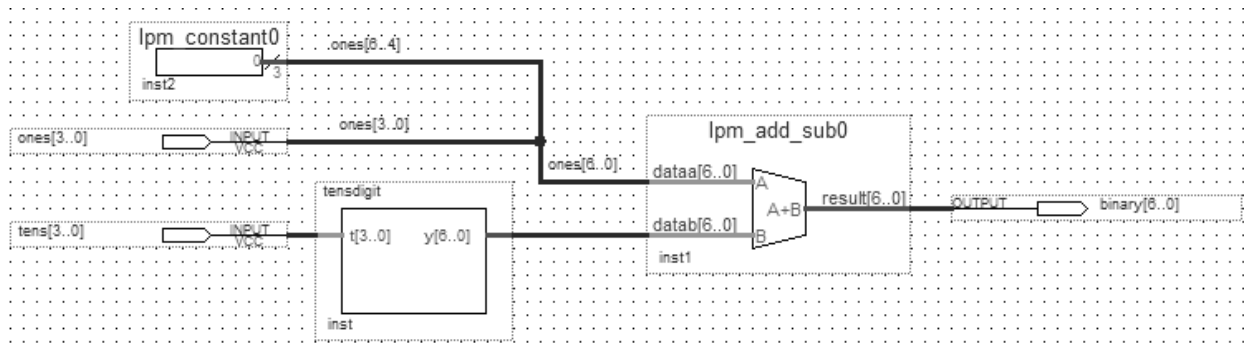 lpm_constant0
ones[6..4]
0
3
inst2
ones[3..0]
INPUT
VCC
ones[3..0]
ones[6..0]
lpm_add_sub0
dataa[6..0]
A
A+B
result[6..0]
datab[6..0]
B
inst1
OUTPUT
binary[6..0]
tensdigit
tens[3..0]
INPUT
VCC
t[3..0]
y[6..0]
inst